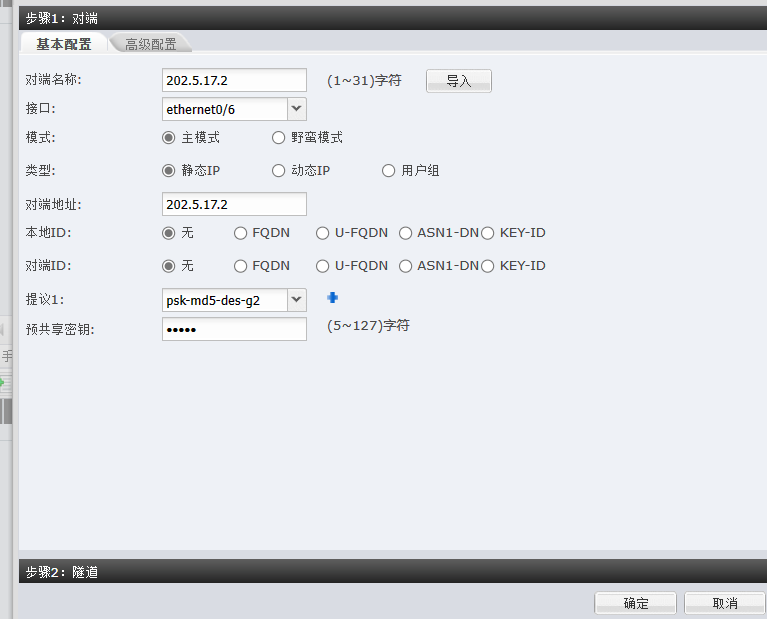 步骤1：对端
基本配置 高级配置
对端名称: 202.5.17.2 (1~31)字符 导入
接口: ethernet0/6
模式: 主模式 野蛮模式
类型: 静态IP 动态IP 用户组
对端地址: 202.5.17.2
本地ID: 无 FQDN U-FQDN ASN1-DN KEY-ID
对端ID: 无 FQDN U-FQDN ASN1-DN KEY-ID
提议1: psk-md5-des-g2
预共享密钥: ••••• (5~127)字符
手
步骤2：隧道
确定 取消